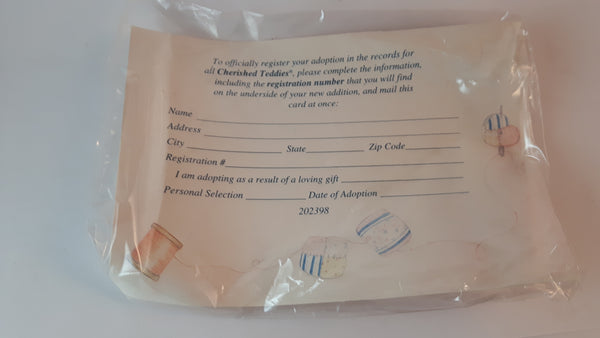 To officially register your adoption in the records for
all Cherished Teddies®, please complete the information,
including the registration number that you will find
on the underside of your new addition, and mail this
card at once:
Name
Address
City State Zip Code
Registration #
I am adopting as a result of a loving gift
Personal Selection Date of Adoption
202398